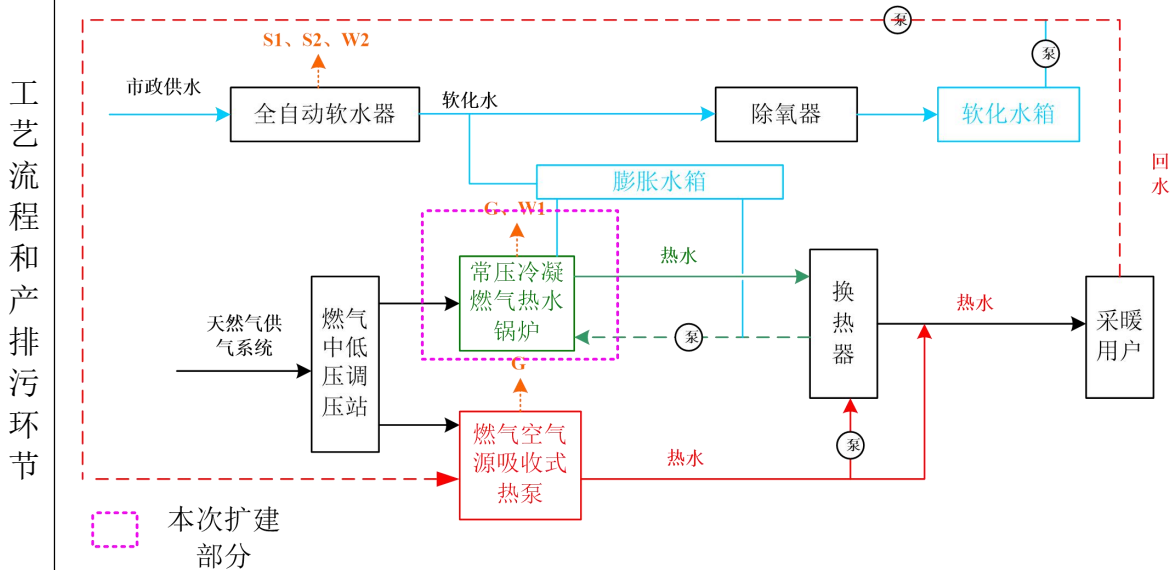 工艺流程和产排污环节
泵
泵
S1、S2、W2
市政供水
全自动软水器
软化水
除氧器
软化水箱
回水
膨胀水箱
G、W1
常压冷凝
燃气热水
锅炉
热水
换热器
热水
采暖
用户
天然气供
气系统
燃气
中低
压调
压站
泵
G
燃气空气
源吸收式
热泵
热水
泵
本次扩建
部分